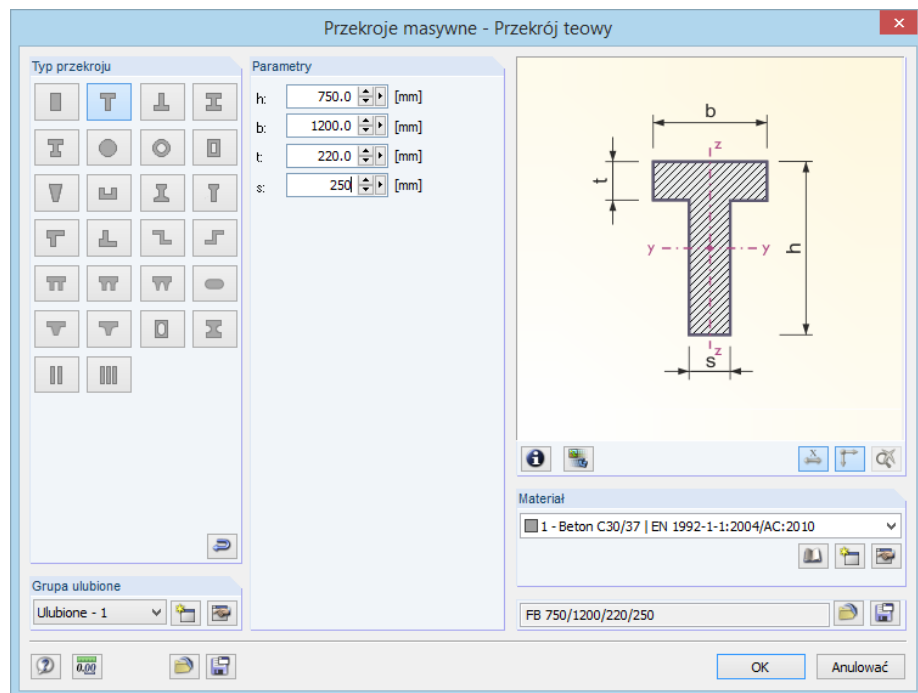 Przekroje masywne - Przekrój teowy
Typ przekroju
Parametry
h: 750.0 [mm]
b: 1200.0 [mm]
t: 220.0 [mm]
s: 250 [mm]
b
z
t
y y
h
z
s
x
Materiał
1 - Beton C30/37 | EN 1992-1-1:2004/AC:2010
Grupa ulubione
Ulubione - 1
FB 750/1200/220/250
0.00
OK
Anulować